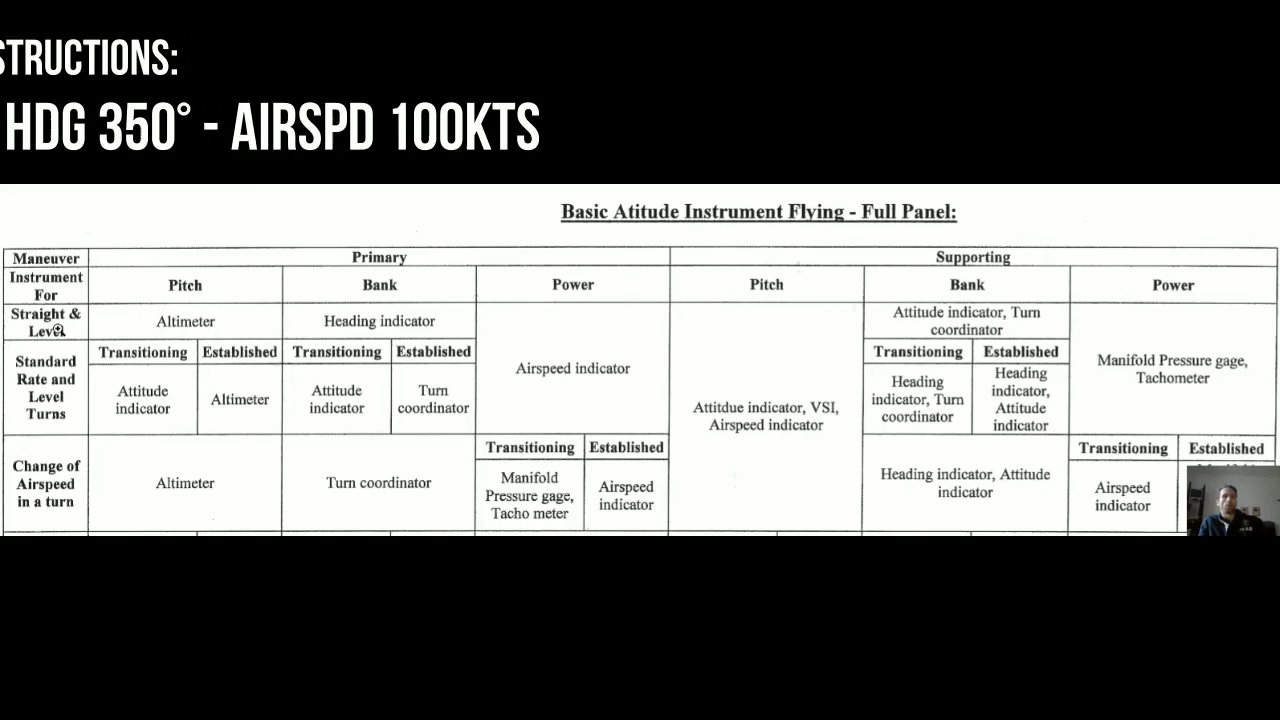 STRUCTIONS:
HDG 350° - AIRSPD 100KTS
Basic Atitude Instrument Flying - Full Panel:
Maneuver
Primary
Supporting
Instrument
For
Pitch
Bank
Power
Pitch
Bank
Power
Straight &
Level
Altimeter
Heading indicator
Airspeed indicator
Attitdue indicator, VSI,
Airspeed indicator
Attitude indicator, Turn
coordinator
Manifold Pressure gage,
Tachometer
Standard
Rate and
Level
Turns
Transitioning
Established
Transitioning
Established
Transitioning
Established
Attitude
indicator
Altimeter
Attitude
indicator
Turn
coordinator
Heading
indicator, Turn
coordinator
Heading
indicator,
Attitude
indicator
Change of
Airspeed
in a turn
Altimeter
Turn coordinator
Transitioning
Established
Manifold
Pressure gage,
Tacho meter
Airspeed
indicator
Heading indicator, Attitude
indicator
Transitioning
Established
Airspeed
indicator